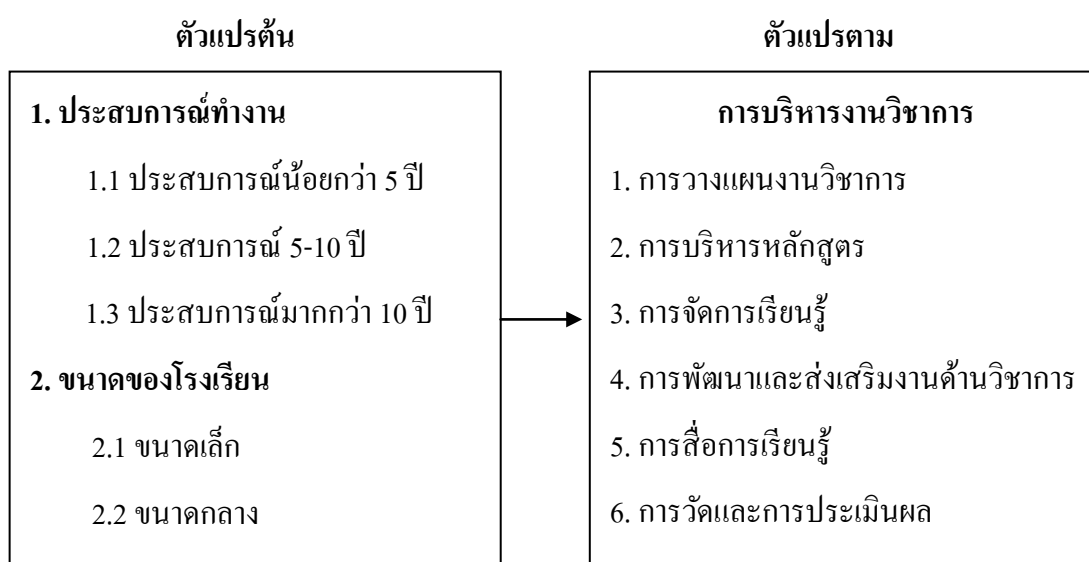 ตัวแปรต้น
ตัวแปรตาม
1. ประสบการณ์ทำงาน
1.1 ประสบการณ์น้อยกว่า 5 ปี
1.2 ประสบการณ์ 5-10 ปี
1.3 ประสบการณ์มากกว่า 10 ปี
2. ขนาดของโรงเรียน
2.1 ขนาดเล็ก
2.2 ขนาดกลาง
การบริหารงานวิชาการ
1. การวางแผนงานวิชาการ
2. การบริหารหลักสูตร
3. การจัดการเรียนรู้
4. การพัฒนาและส่งเสริมงานด้านวิชาการ
5. การสื่อการเรียนรู้
6. การวัดและการประเมินผล